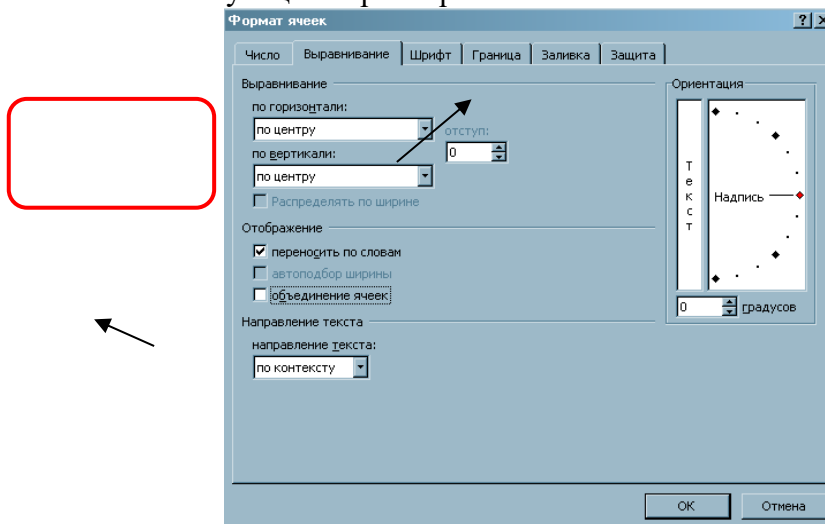 Формат ячеек
Число Выравнивание Шрифт Граница Заливка Защита
Выравнивание
по горизонтали:
по центру
отступ:
0
по вертикали:
по центру
Распределять по ширине
Отображение
переносить по словам
автоподбор ширины
объединение ячеек
Направление текста
направление текста:
по контексту
Ориентация
Текст
Надпись
0 градусов
ОК Отмена